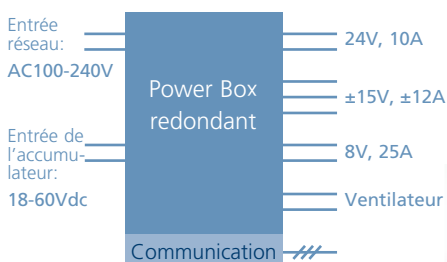 Entrée
réseau:
AC100-240V
Entrée de
l'accumu-
lateur:
18-60Vdc
Power Box
redondant
Communication
24V, 10A
±15V, ±12A
8V, 25A
Ventilateur